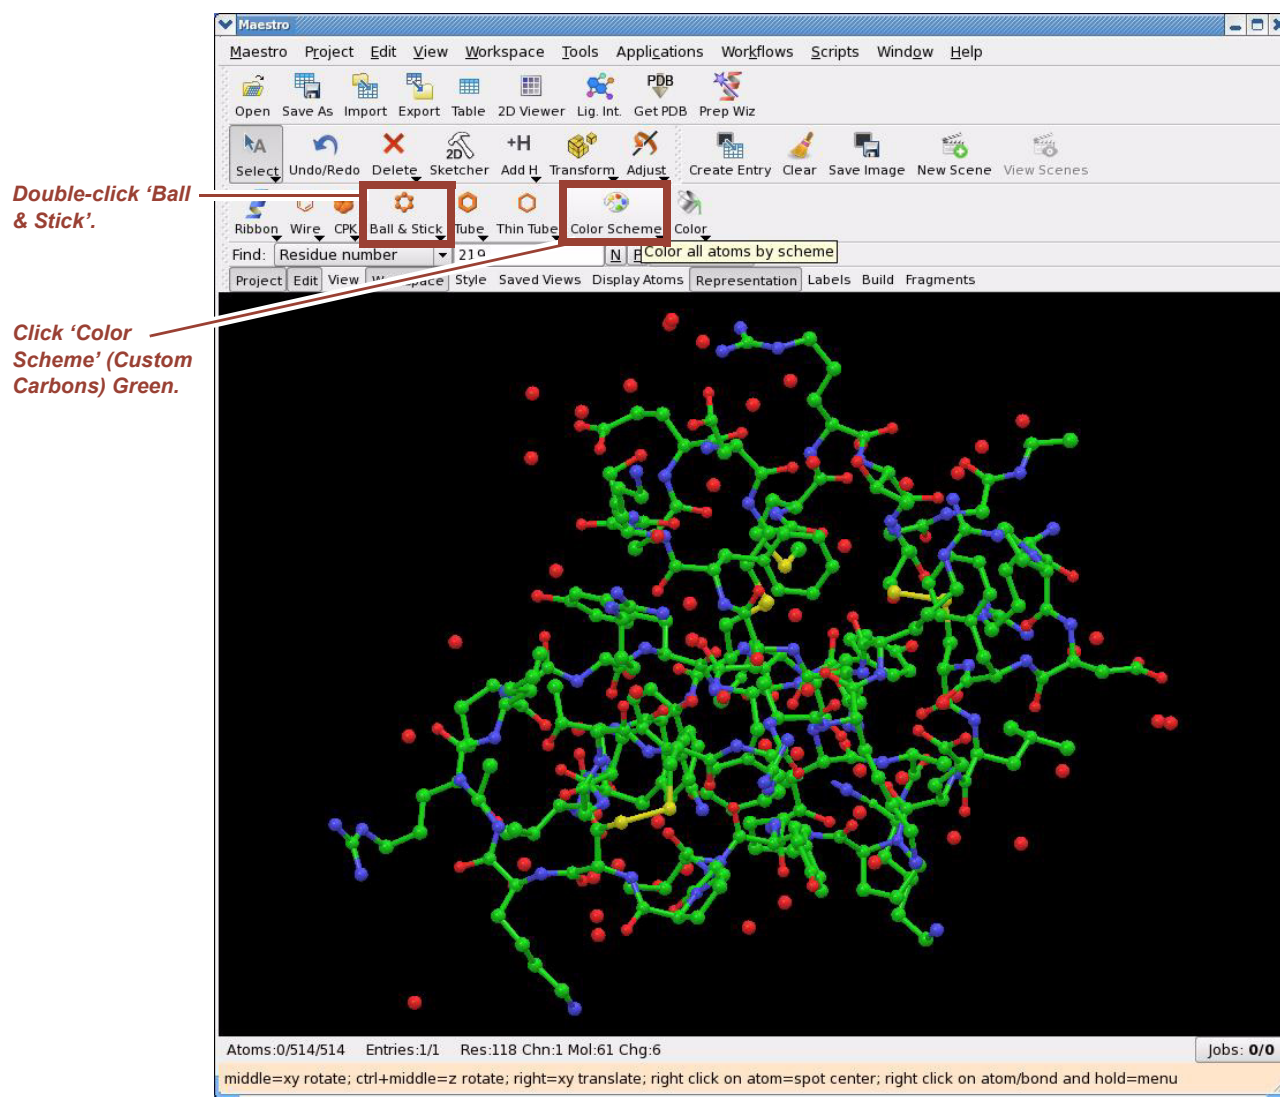 Maestro
Maestro Project Edit View Workspace Tools Applications Workflows Scripts Window Help
PDB
Open Save As Import Export Table 2D Viewer Lig. Int. Get PDB Prep Wiz
A 2D +H
Select Undo/Redo Delete Sketcher Add H Transform Adjust Create Entry Clear Save Image New Scene View Scenes
Double-click ‘Ball
& Stick’.
Ribbon Wire CPK Ball & Stick Tube Thin Tube Color Scheme Color
Find: Residue number 219 N Color all atoms by scheme
Project Edit View Workspace Style Saved Views Display Atoms Representation Labels Build Fragments
Click ‘Color
Scheme’ (Custom
Carbons) Green.
Atoms:0/514/514 Entries:1/1 Res:118 Chn:1 Mol:61 Chg:6 Jobs: 0/0
middle=xy rotate; ctrl+middle=z rotate; right=xy translate; right click on atom=spot center; right click on atom/bond and hold=menu